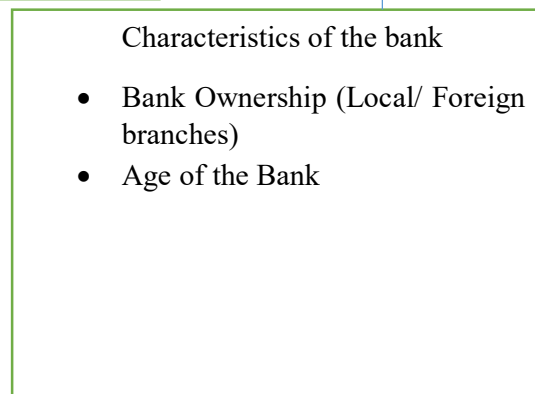 Characteristics of the bank
• Bank Ownership (Local/ Foreign
branches)
• Age of the Bank